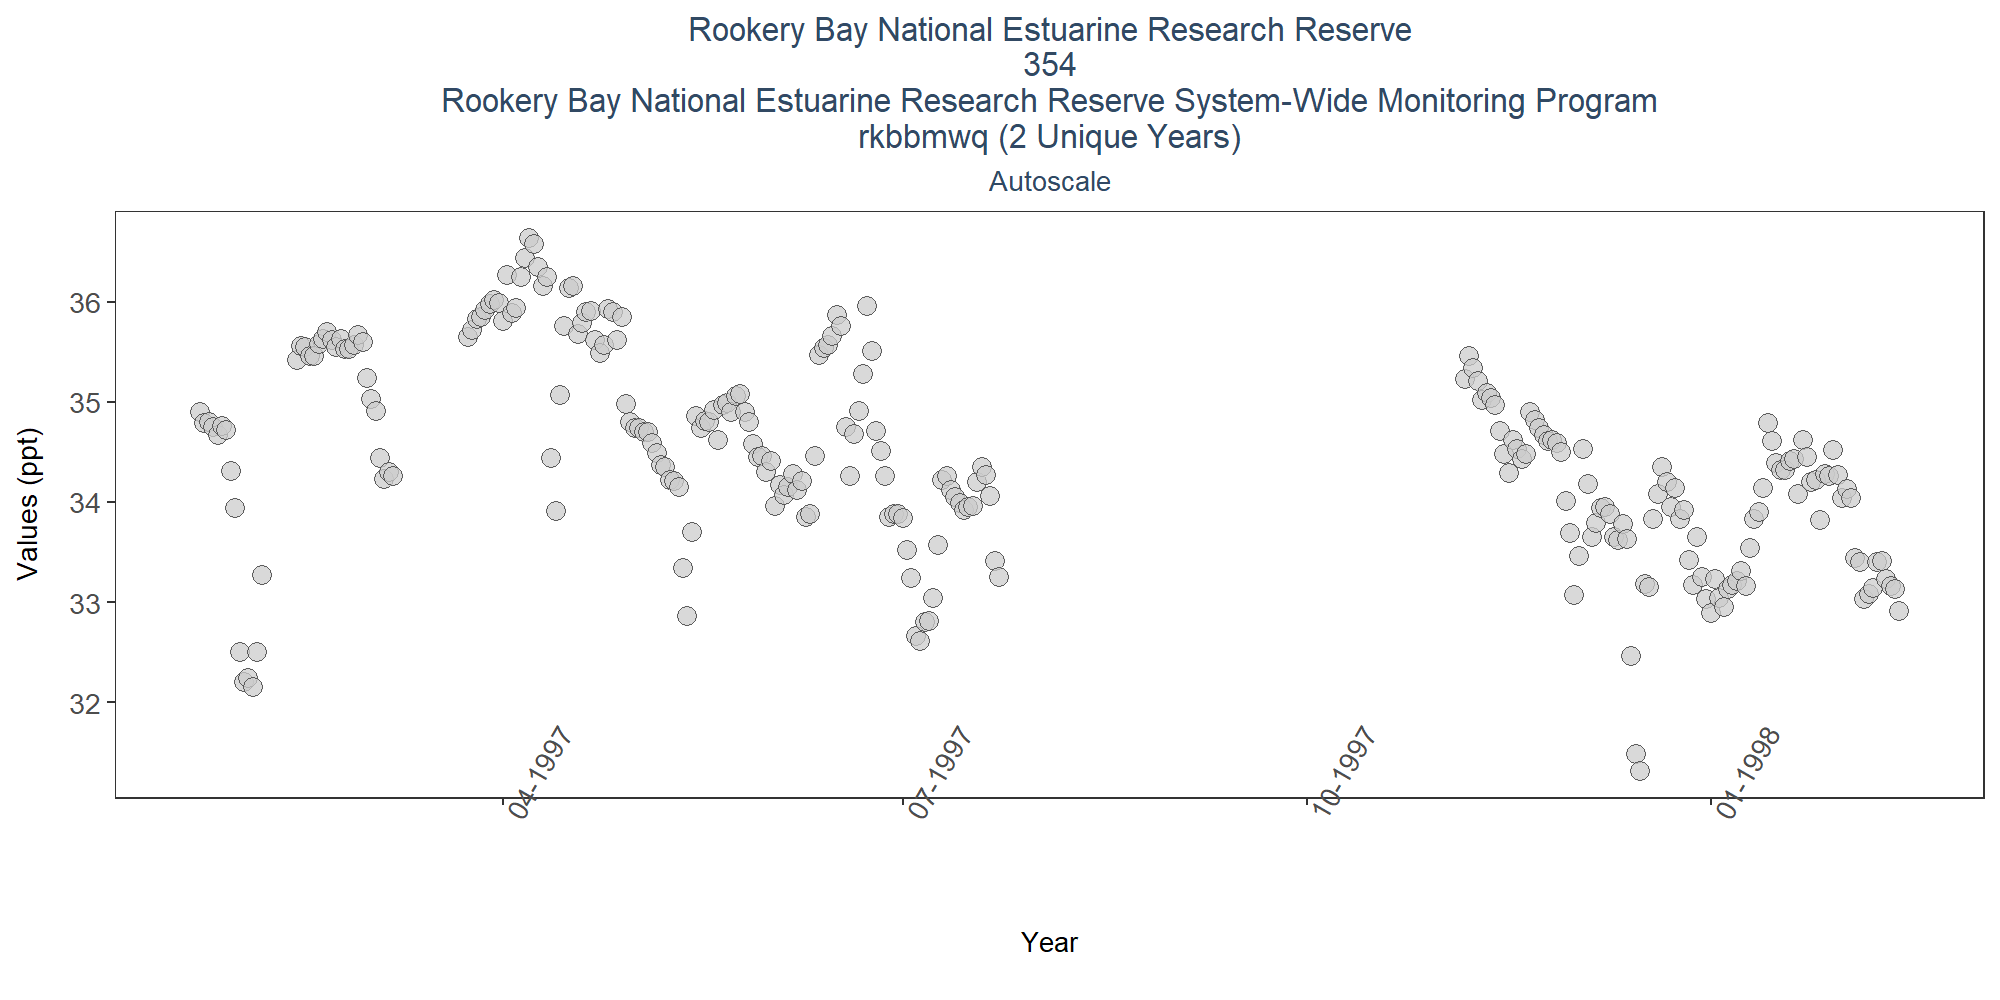 Rookery Bay National Estuarine Research Reserve
354
Rookery Bay National Estuarine Research Reserve System-Wide Monitoring Program
rkbbmwq (2 Unique Years)
Autoscale
Values (ppt)
36
35
34
33
32
04-1997
07-1997
10-1997
01-1998
Year